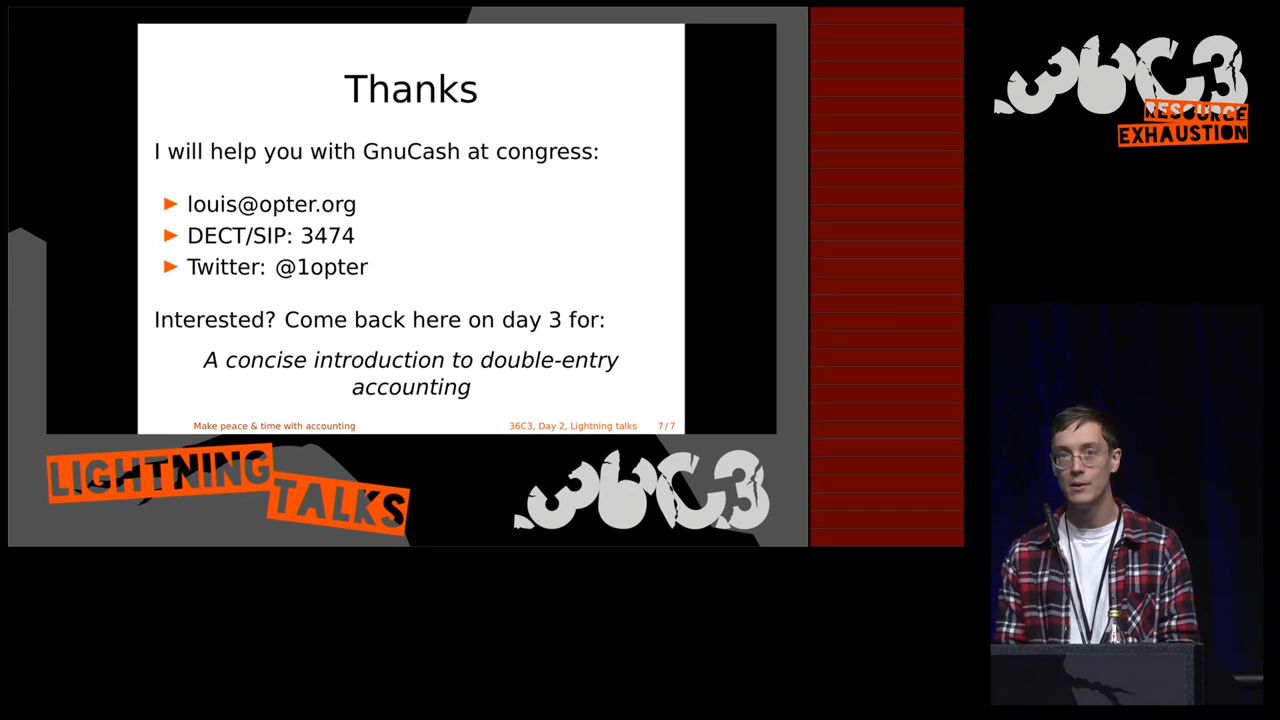 Thanks
I will help you with GnuCash at congress:
► louis@opter.org
► DECT/SIP: 3474
► Twitter: @1opter
Interested? Come back here on day 3 for:
A concise introduction to double-entry
accounting
Make peace & time with accounting 36C3, Day 2, Lightning talks 7/7
LIGHTNING
TALKS
36C3
36C3
RESOURCE
EXHAUSTION